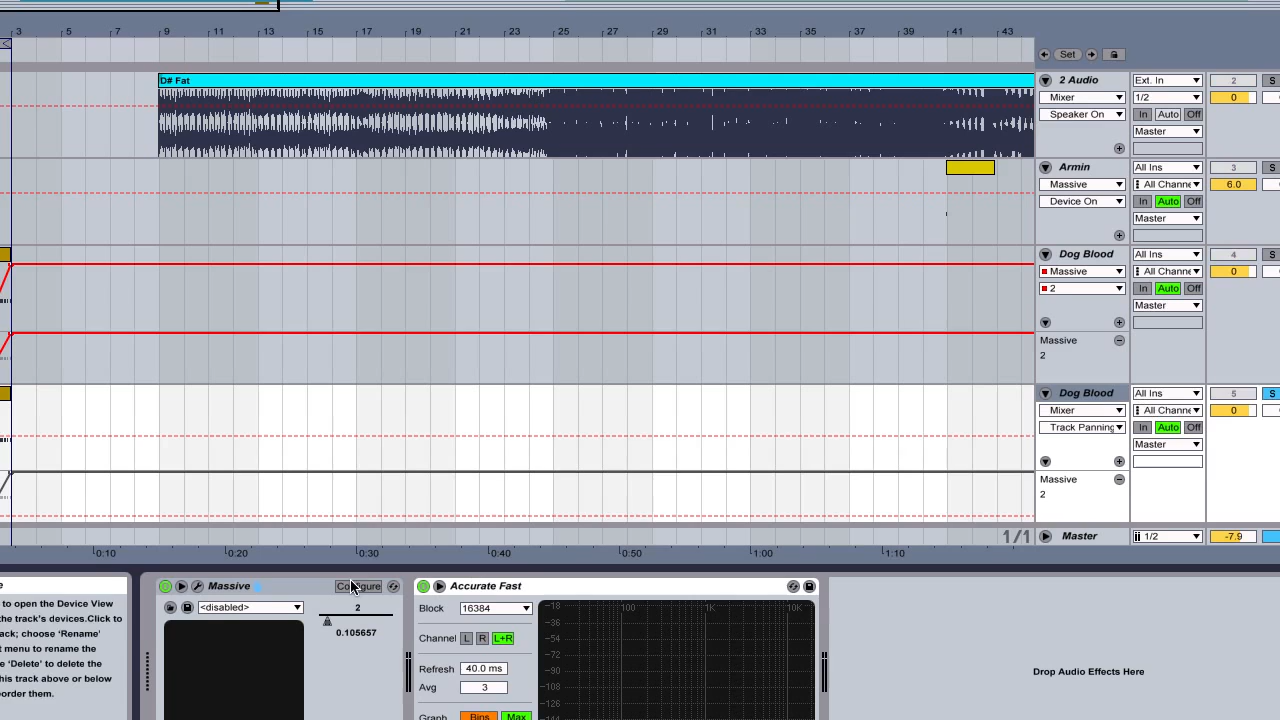 3 5 7 9 11 13 15 17 19 21 23 25 27 29 31 33 35 37 39 41 43
Set
D# Fat
2 Audio Ext. In 2 S
Mixer 1/2 0
Speaker On In Auto Off
Master
Armin All Ins 3 S
Massive All Channe 6.0
Device On In Auto Off
Master
Dog Blood All Ins 4 S
Massive All Channe 0
2 In Auto Off
Master
Massive
2
Dog Blood All Ins 5 S
Mixer All Channe 0
Track Panning In Auto Off
Master
Massive
2
1/1 Master 1/2 -7.9
0:10 0:20 0:30 0:40 0:50 1:00 1:10
e
to open the Device View
the track's devices.Click to
ack; choose 'Rename'
t menu to rename the
e 'Delete' to delete the
his track above or below
border them.
Massive Configure
<disabled> 2
0.105657
Accurate Fast
Block 16384
Channel L R L+R
Refresh 40.0 ms
Avg 3
Graph Bins Max
100 1K 10K
-18
-36
-54
-72
-90
-108
-126
Drop Audio Effects Here